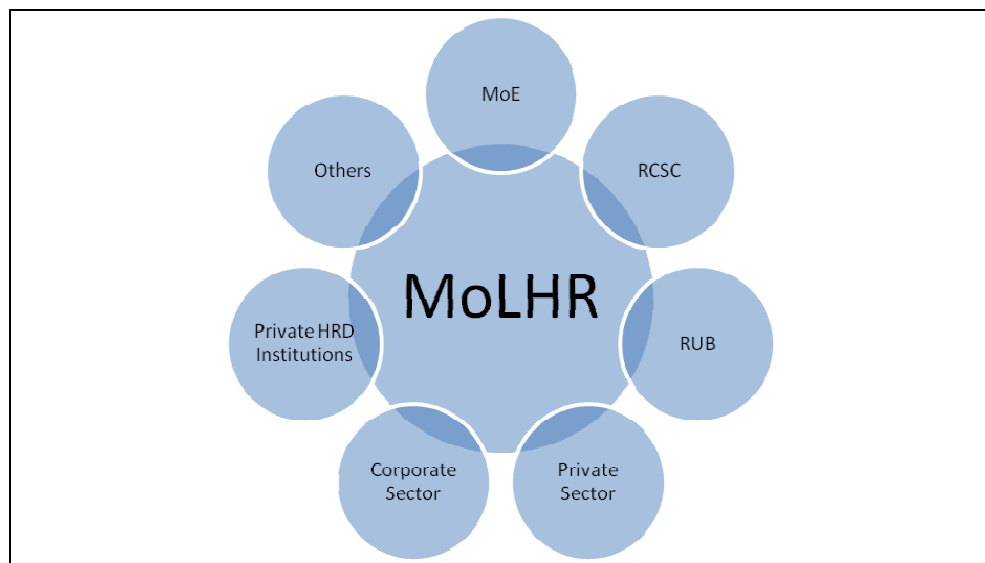 MoE
Others
RCSC
MoLHR
Private HRD
Institutions
RUB
Corporate
Sector
Private
Sector